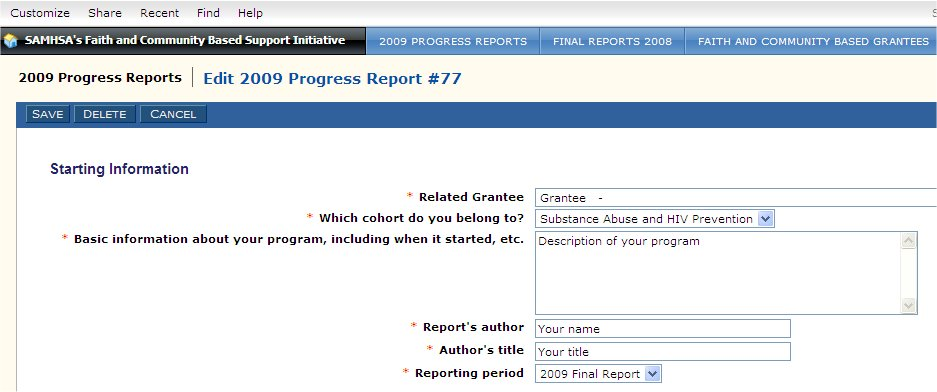 Customize Share Recent Find Help
SAMHSA's Faith and Community Based Support Initiative 2009 PROGRESS REPORTS FINAL REPORTS 2008 FAITH AND COMMUNITY BASED GRANTEES
2009 Progress Reports Edit 2009 Progress Report #77
SAVE DELETE CANCEL
Starting Information
* Related Grantee Grantee -
* Which cohort do you belong to? Substance Abuse and HIV Prevention
* Basic information about your program, including when it started, etc. Description of your program
* Report's author Your name
* Author's title Your title
* Reporting period 2009 Final Report